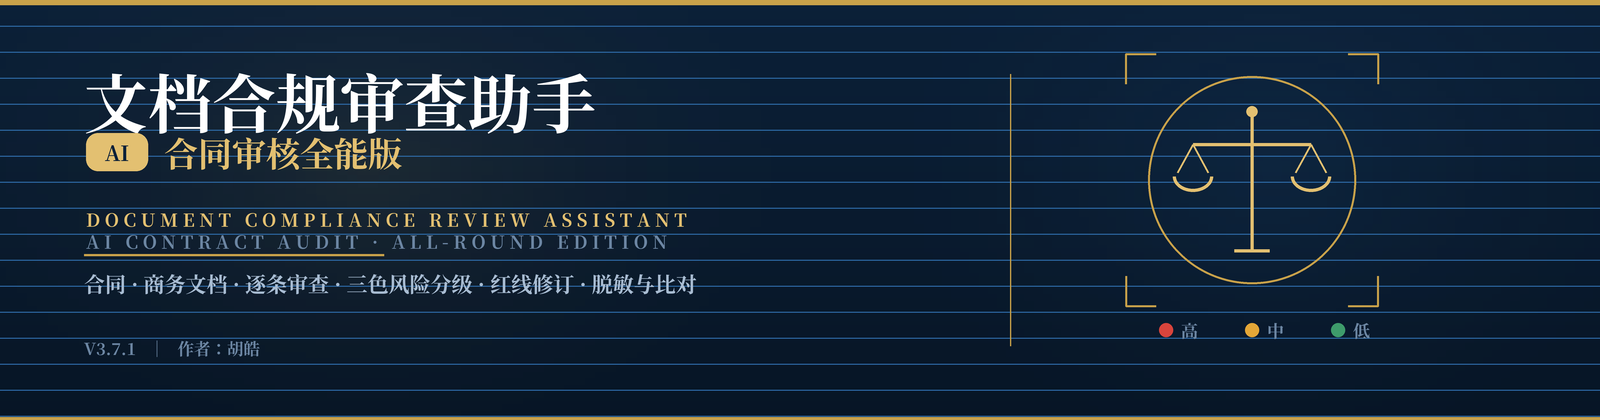 文档合规审查助手
AI 合同审核全能版
DOCUMENT COMPLIANCE REVIEW ASSISTANT
AI CONTRACT AUDIT · ALL-ROUND EDITION
合同 · 商务文档 · 逐条审查 · 三色风险分级 · 红线修订 · 脱敏与比对
V3.7.1 | 作者：胡皓
高 中 低